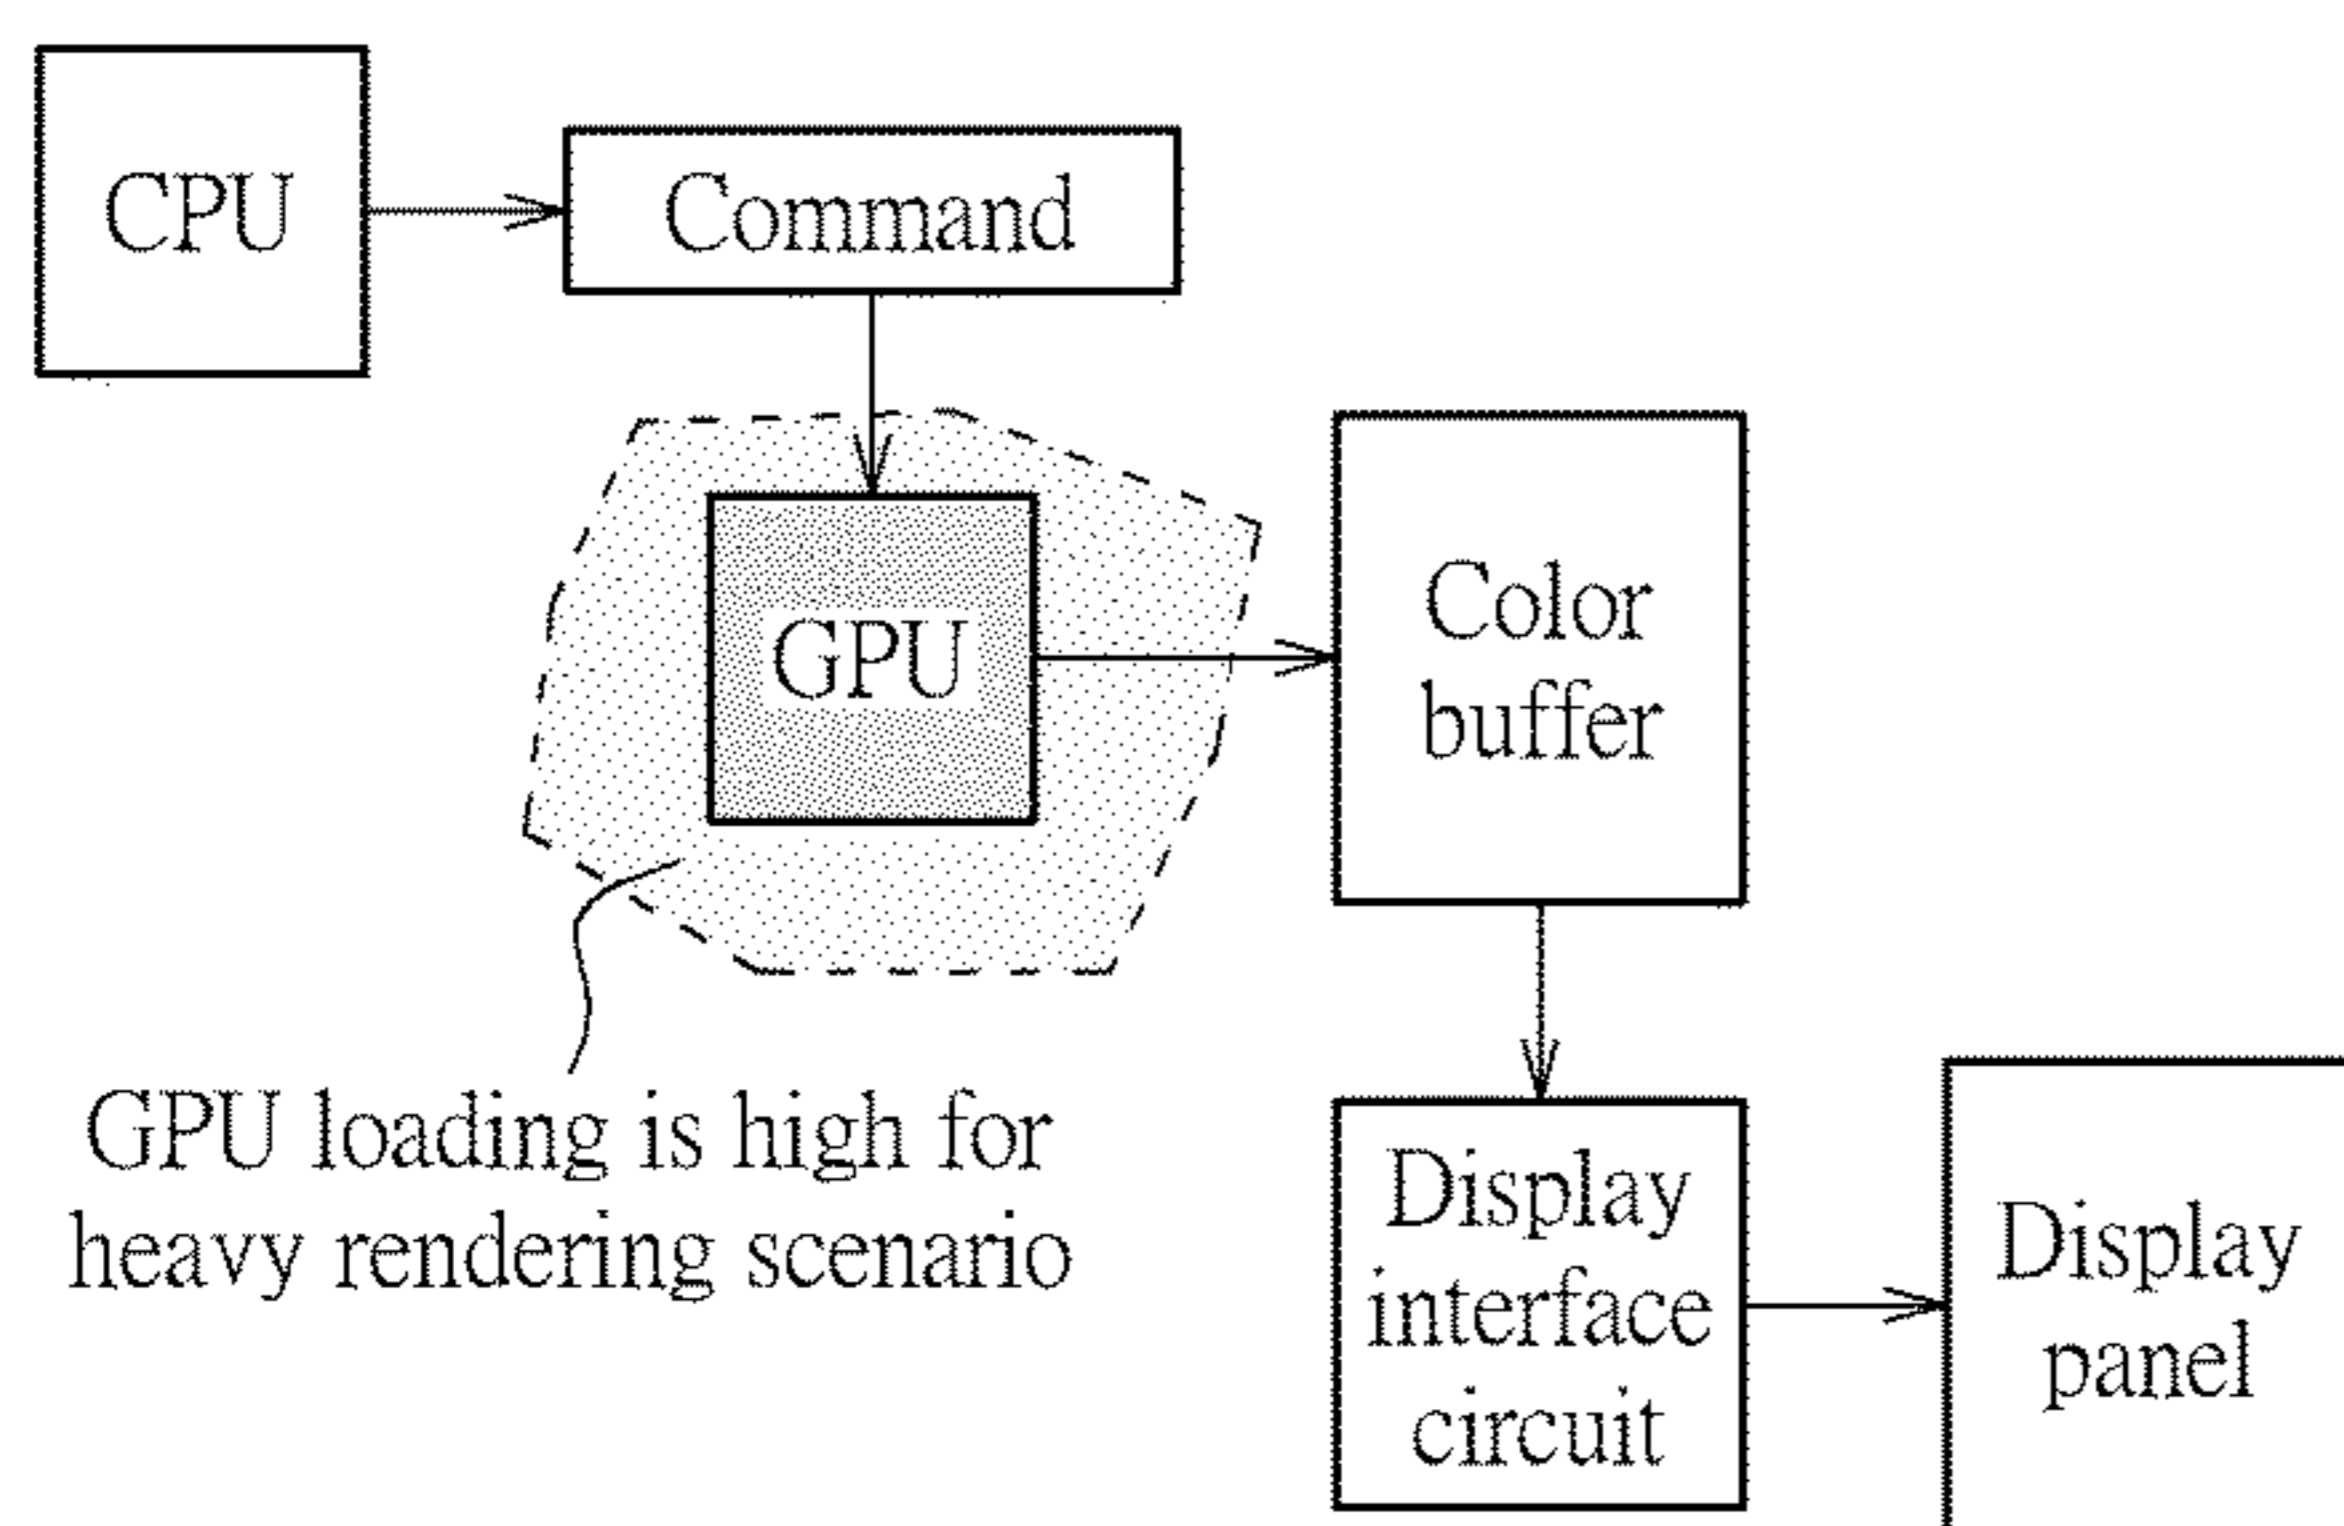 CPU
Command
GPU
Color
buffer
GPU loading is high for
heavy rendering scenario
Display
interface
circuit
Display
panel